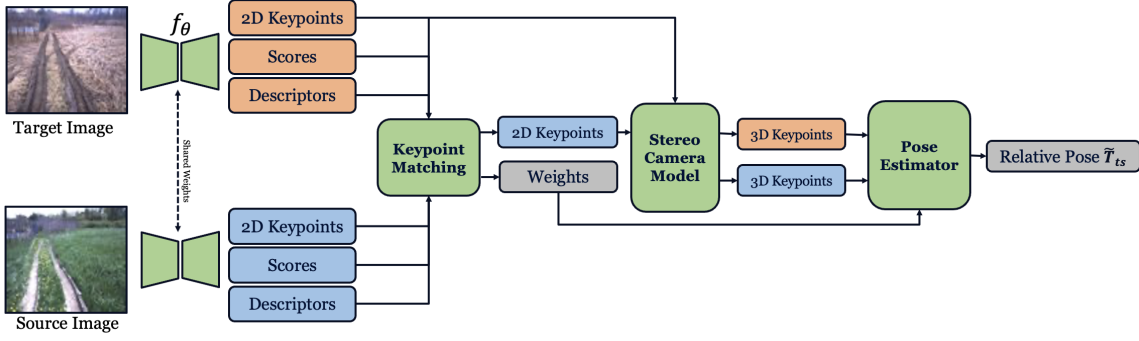 f_θ
2D Keypoints
Scores
Descriptors
Target Image
Shared Weights
Keypoint
Matching
2D Keypoints
Weights
Stereo
Camera
Model
3D Keypoints
3D Keypoints
Pose
Estimator
Relative Pose T̃_ts
2D Keypoints
Scores
Descriptors
Source Image